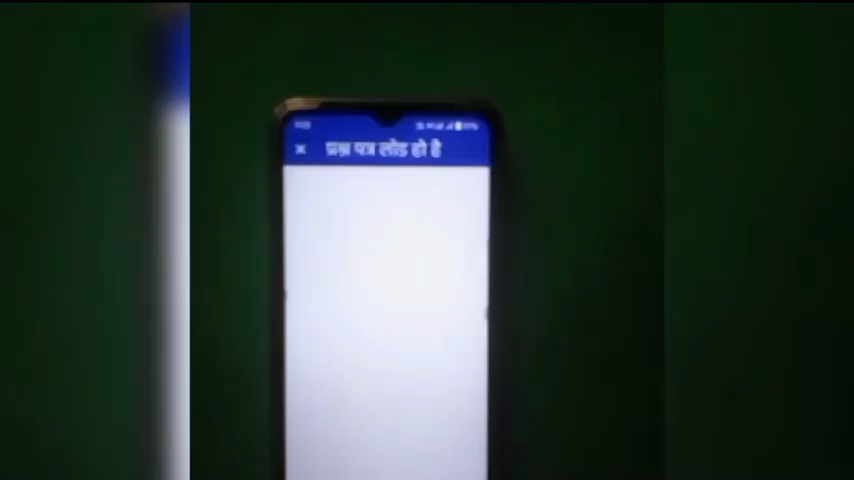 × प्रश्न पत्र लोड हो है